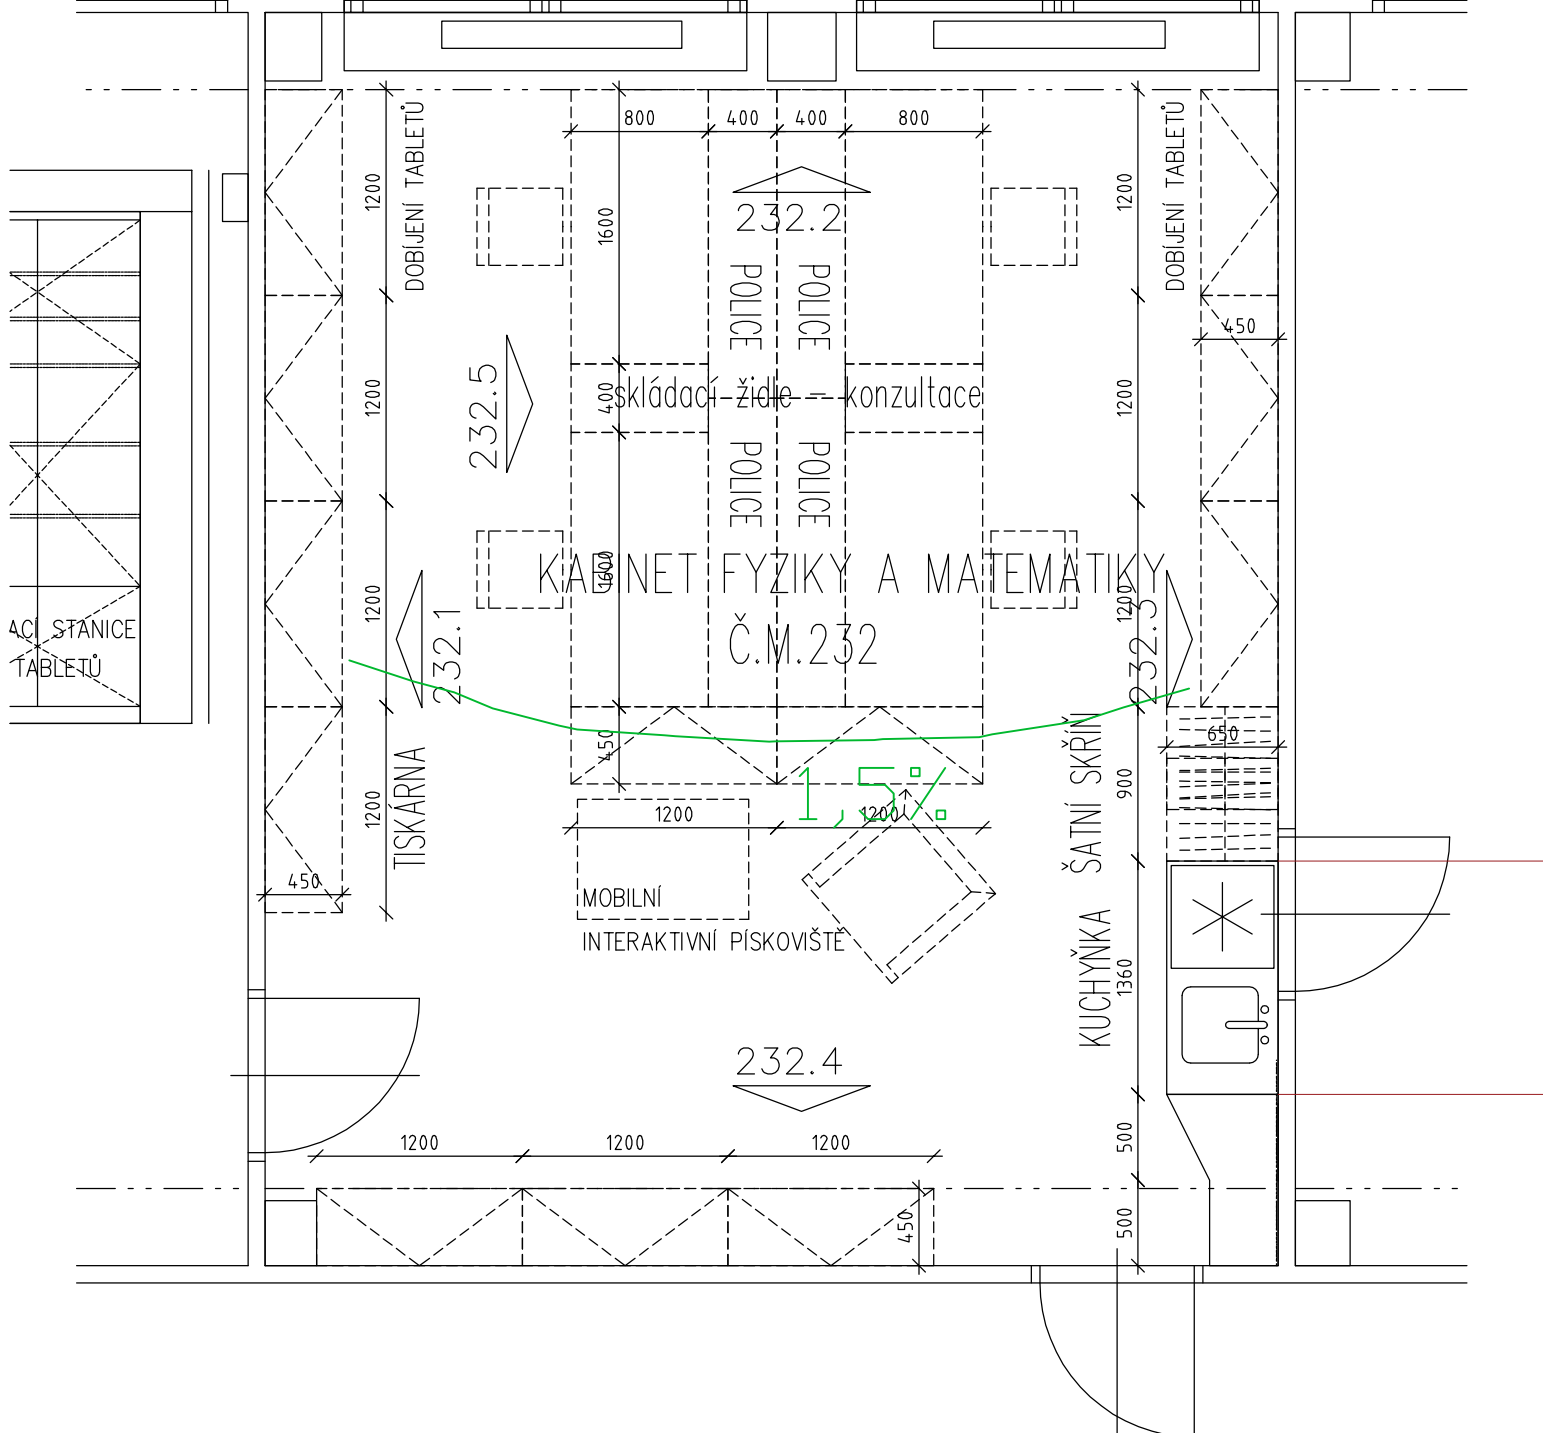 800
400
400
800
DOBÍJENÍ TABLETŮ
DOBÍJENÍ TABLETŮ
1200
1200
1600
232.2
POLICE
POLICE
450
232.5
400
skládací židle – konzultace
1200
1200
POLICE
POLICE
KABINET FYZIKY A MATEMATIKY
1600
1200
1200
Č.M.232
232.1
232.3
ACÍ STANICE
TABLETŮ
450
650
ŠATNÍ SKŘÍŇ
900
TISKÁRNA
1200
1,5%
1200
1200
450
MOBILNÍ
INTERAKTIVNÍ PÍSKOVIŠTĚ
KUCHYŇKA
1360
232.4
1200
1200
1200
500
450
500